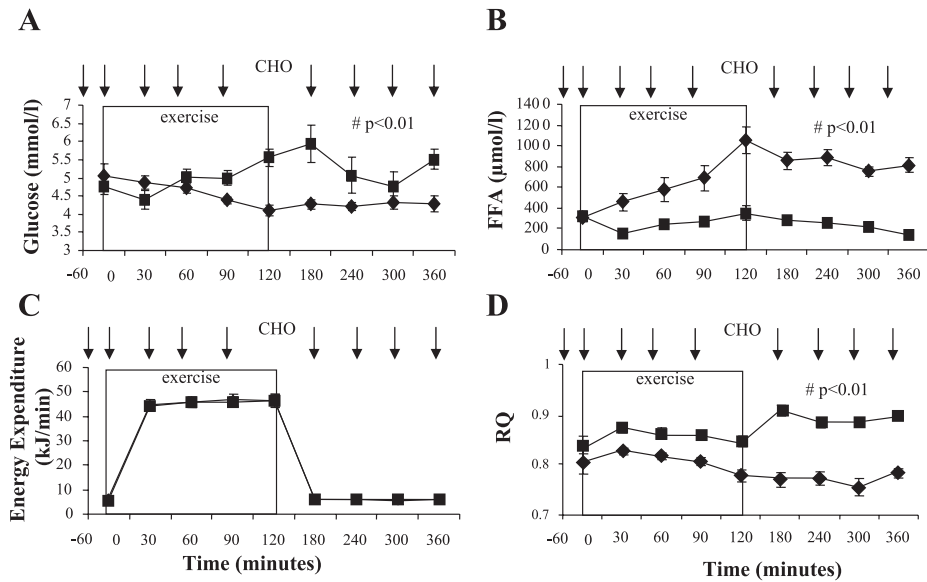 A
CHO
Glucose (mmol/l)
7
6.5
6
5.5
5
4.5
4
3.5
3
exercise
# p<0.01
-60 0 30 60 90 120 180 240 300 360
B
CHO
FFA (µmol/l)
1400
1200
1000
800
600
400
200
0
exercise
# p<0.01
-60 0 30 60 90 120 180 240 300 360
C
CHO
Energy Expenditure
(kJ/min)
60
50
40
30
20
10
0
exercise
-60 0 30 60 90 120 180 240 300 360
Time (minutes)
D
CHO
RQ
1
0.9
0.8
0.7
exercise
# p<0.01
-60 0 30 60 90 120 180 240 300 360
Time (minutes)